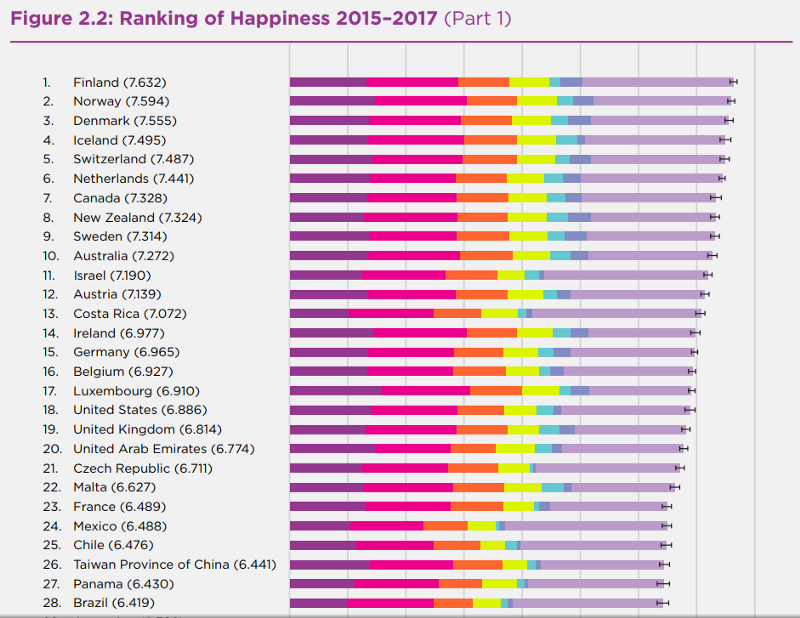 Figure 2.2: Ranking of Happiness 2015–2017 (Part 1)
1. Finland (7.632)
2. Norway (7.594)
3. Denmark (7.555)
4. Iceland (7.495)
5. Switzerland (7.487)
6. Netherlands (7.441)
7. Canada (7.328)
8. New Zealand (7.324)
9. Sweden (7.314)
10. Australia (7.272)
11. Israel (7.190)
12. Austria (7.139)
13. Costa Rica (7.072)
14. Ireland (6.977)
15. Germany (6.965)
16. Belgium (6.927)
17. Luxembourg (6.910)
18. United States (6.886)
19. United Kingdom (6.814)
20. United Arab Emirates (6.774)
21. Czech Republic (6.711)
22. Malta (6.627)
23. France (6.489)
24. Mexico (6.488)
25. Chile (6.476)
26. Taiwan Province of China (6.441)
27. Panama (6.430)
28. Brazil (6.419)